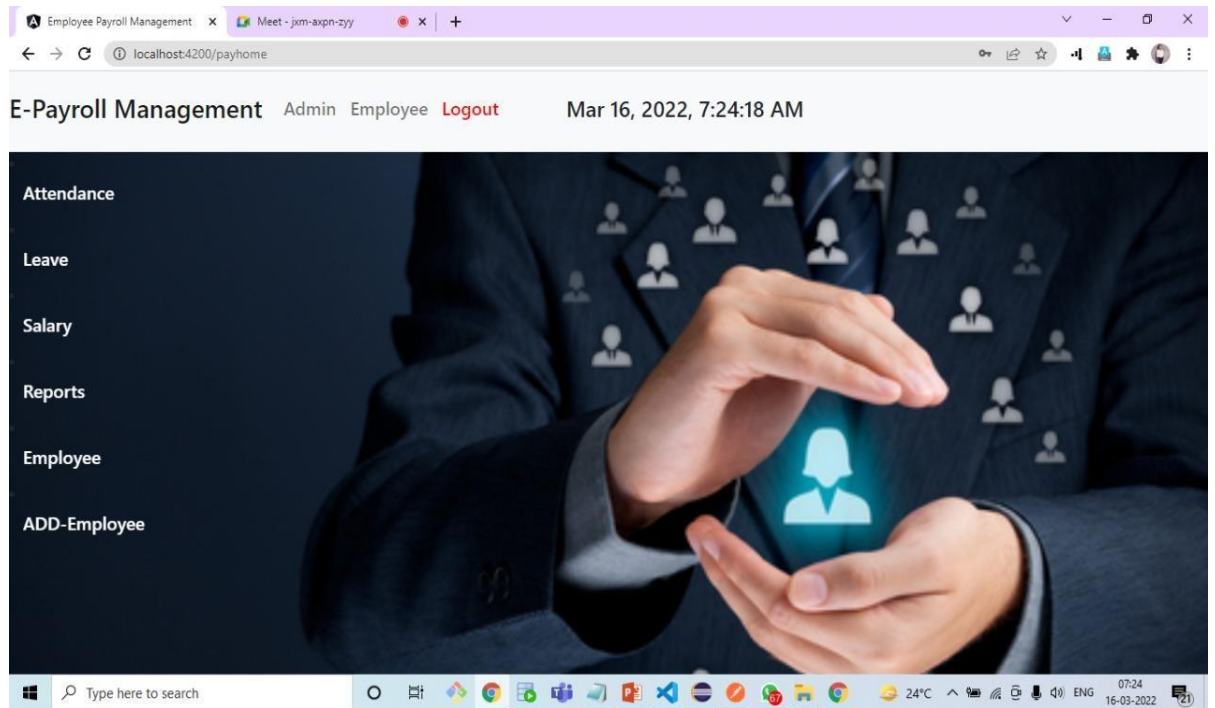 Employee Payroll Management
Meet - jxm-axpn-zyy
localhost:4200/payhome
E-Payroll Management Admin Employee Logout Mar 16, 2022, 7:24:18 AM
Attendance
Leave
Salary
Reports
Employee
ADD-Employee
Type here to search
24°C
ENG
07:24
16-03-2022
21